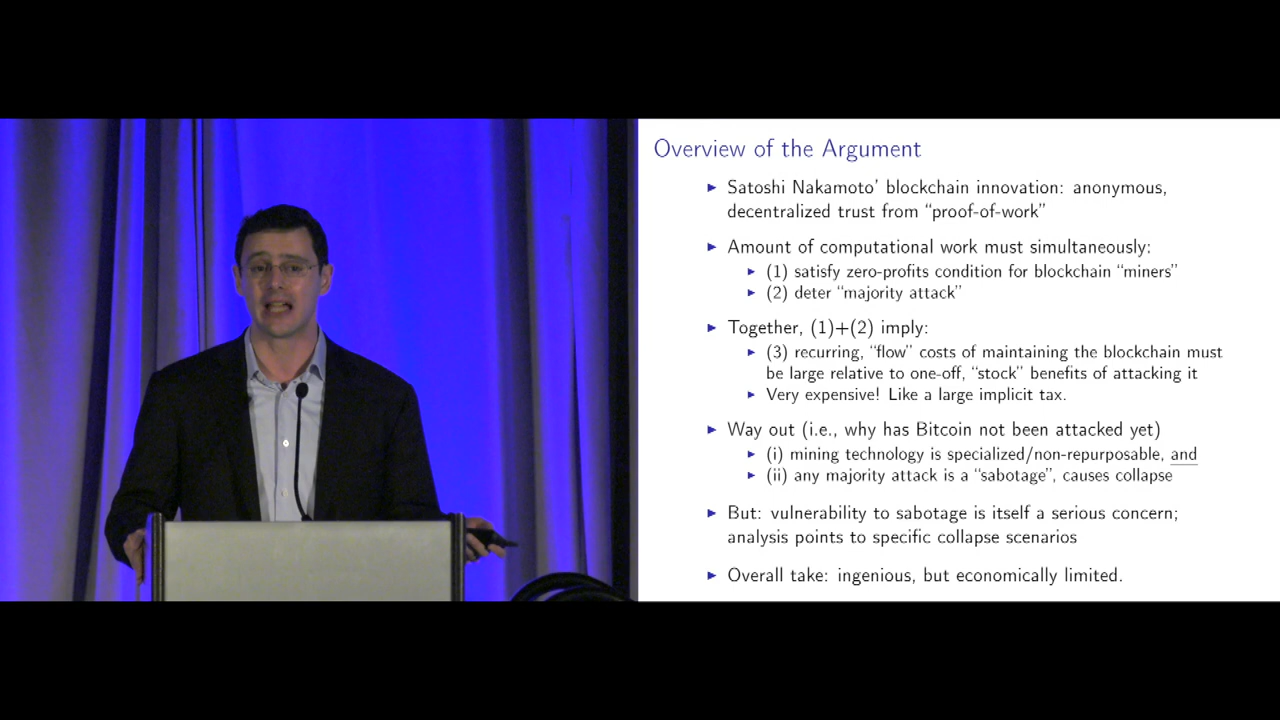 Overview of the Argument
Satoshi Nakamoto' blockchain innovation: anonymous,
decentralized trust from "proof-of-work"
Amount of computational work must simultaneously:
(1) satisfy zero-profits condition for blockchain "miners"
(2) deter "majority attack"
Together, (1)+(2) imply:
(3) recurring, "flow" costs of maintaining the blockchain must
be large relative to one-off, "stock" benefits of attacking it
Very expensive! Like a large implicit tax.
Way out (i.e., why has Bitcoin not been attacked yet)
(i) mining technology is specialized/non-repurposable, and
(ii) any majority attack is a "sabotage", causes collapse
But: vulnerability to sabotage is itself a serious concern;
analysis points to specific collapse scenarios
Overall take: ingenious, but economically limited.